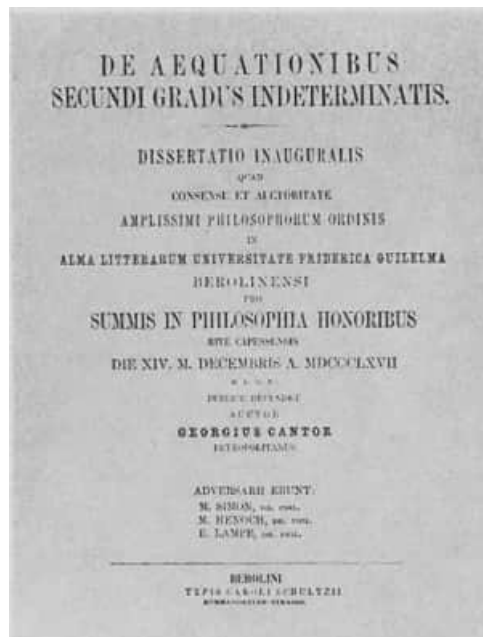 DE AEQUATIONIBUS
SECUNDI GRADUS INDETERMINATIS.
DISSERTATIO INAUGURALIS
QUAM
CONSENSU ET AUCTORITATE
AMPLISSIMI PHILOSOPHORUM ORDINIS
IN
ALMA LITTERARUM UNIVERSITATE FRIDERICA GUILELMA
BEROLINENSI
PRO
SUMMIS IN PHILOSOPHIA HONORIBUS
RITE CAPESSENDIS
DIE XIV. M. DECEMBRIS A. MDCCCLXVII
PUBLICE DEFENDET
AUCTOR
GEORGIUS CANTOR
PETROPOLITANUS.
ADVERSARII ERUNT:
M. SIMON,
M. HENOCH,
E. LAMPE,
BEROLINI
TYPIS CAROLI SCHULTZII